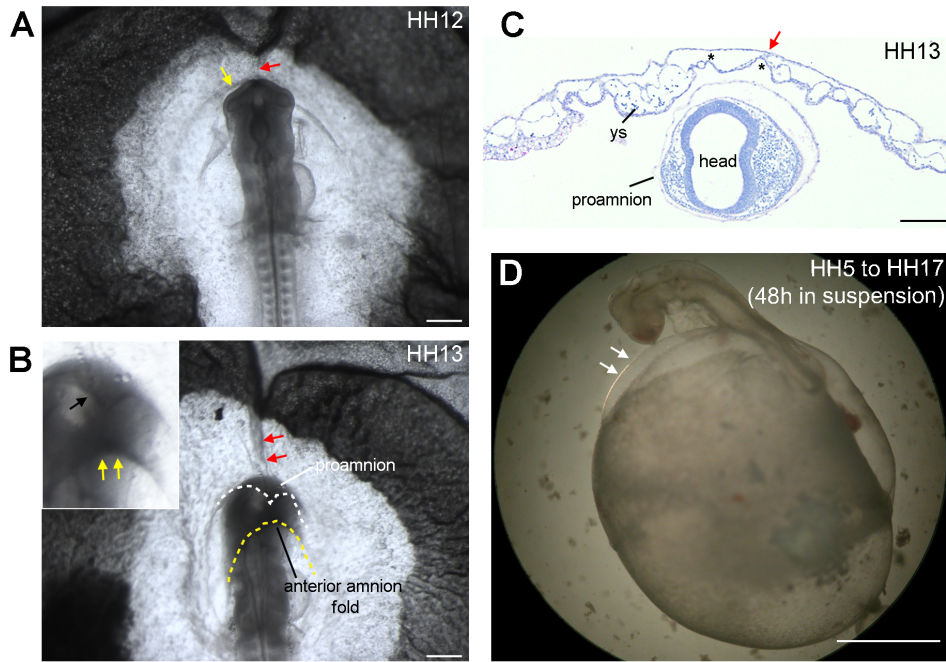 A
HH12
B
HH13
proamnion
anterior amnion
fold
C
HH13
*
*
ys
head
proamnion
D
HH5 to HH17
(48h in suspension)